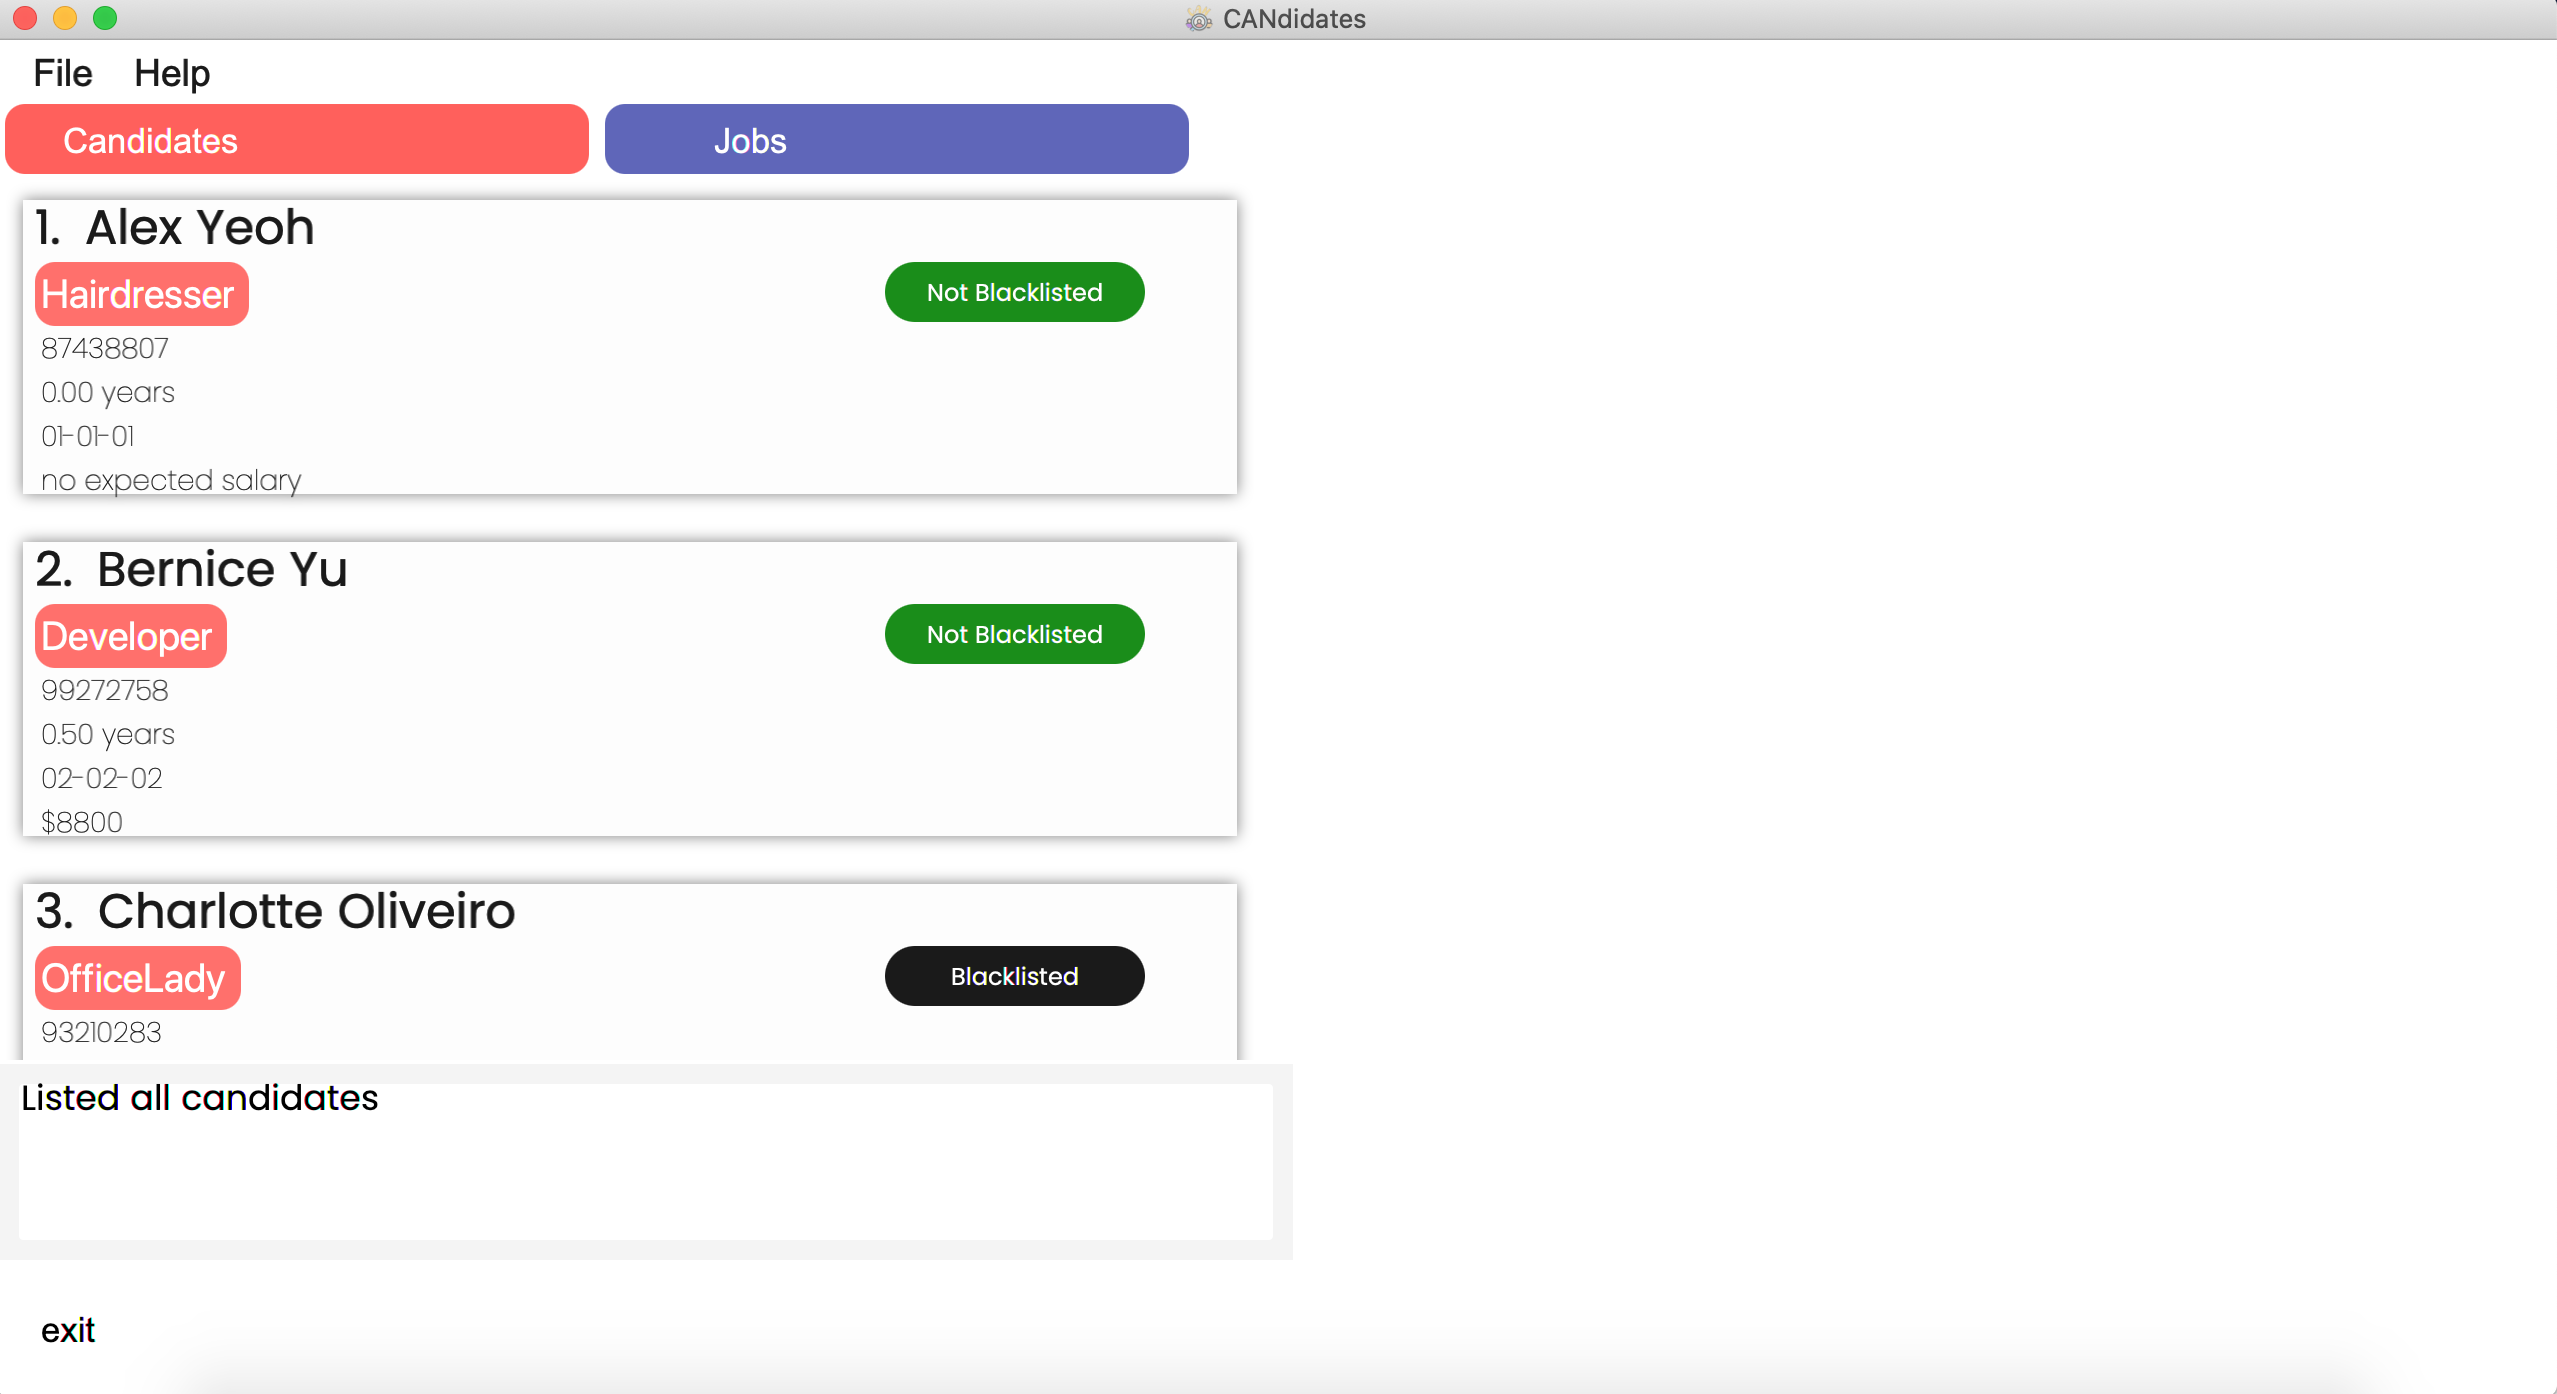 CANdidates
File Help
Candidates Jobs
1. Alex Yeoh
Hairdresser Not Blacklisted
87438807
0.00 years
01-01-01
no expected salary
2. Bernice Yu
Developer Not Blacklisted
99272758
0.50 years
02-02-02
$8800
3. Charlotte Oliveiro
OfficeLady Blacklisted
93210283
Listed all candidates
exit